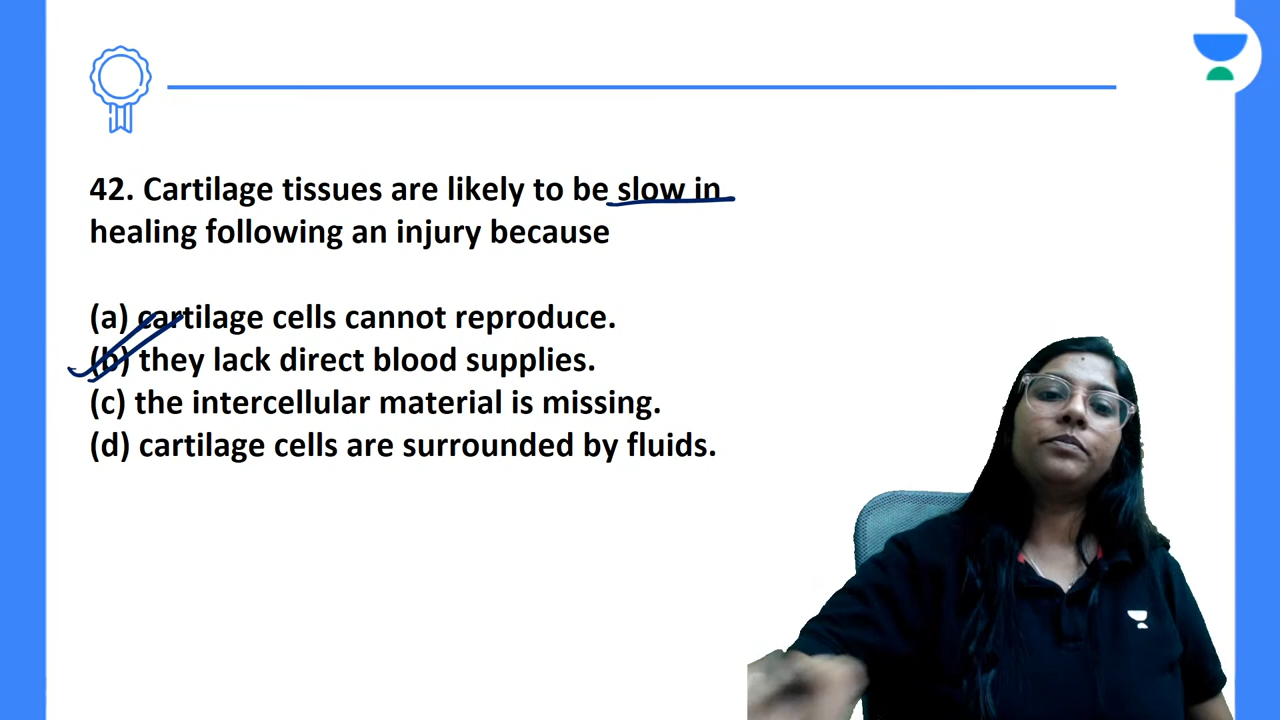 42. Cartilage tissues are likely to be slow in
healing following an injury because
(a) cartilage cells cannot reproduce.
(b) they lack direct blood supplies.
(c) the intercellular material is missing.
(d) cartilage cells are surrounded by fluids.